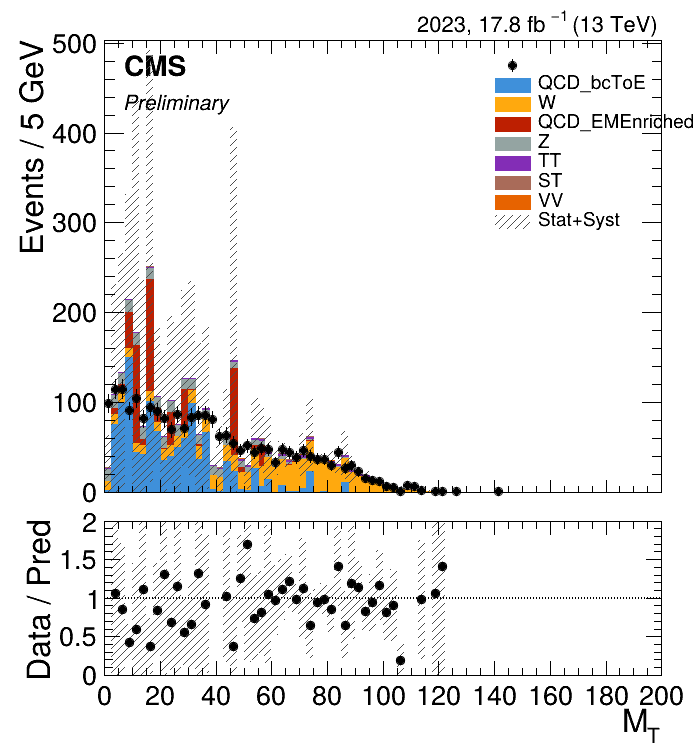 2023, 17.8 fb⁻¹ (13 TeV)
CMS
Preliminary
QCD_bcToE
W
QCD_EMEnriched
Z
TT
ST
VV
Stat+Syst
Events / 5 GeV
500
400
300
200
100
0
Data / Pred
2
1.5
1
0.5
0
0 20 40 60 80 100 120 140 160 180 200
M_T